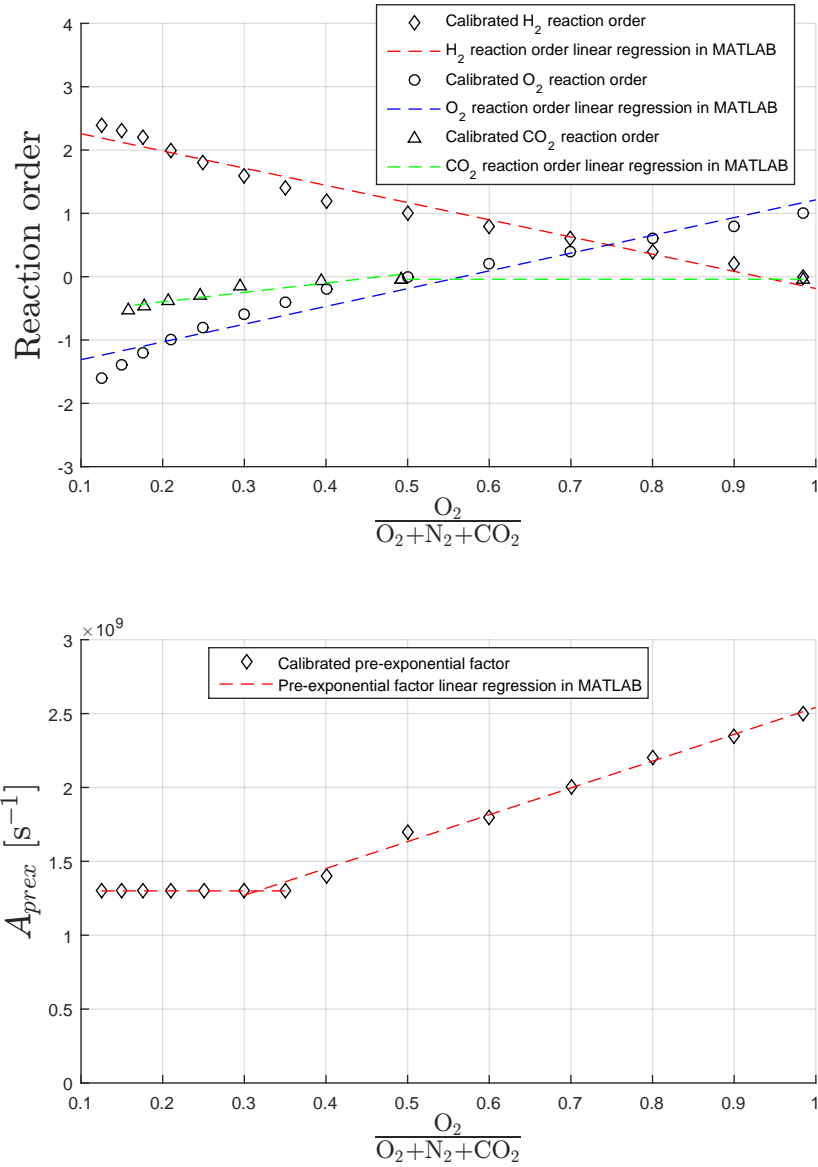 Calibrated H2 reaction order
H2 reaction order linear regression in MATLAB
Calibrated O2 reaction order
O2 reaction order linear regression in MATLAB
Calibrated CO2 reaction order
CO2 reaction order linear regression in MATLAB
Reaction order
4
3
2
1
0
-1
-2
-3
0.1 0.2 0.3 0.4 0.5 0.6 0.7 0.8 0.9 1
O2
O2+N2+CO2
×10^9
Calibrated pre-exponential factor
Pre-exponential factor linear regression in MATLAB
A_prex [s^−1]
3
2.5
2
1.5
1
0.5
0
0.1 0.2 0.3 0.4 0.5 0.6 0.7 0.8 0.9 1
O2
O2+N2+CO2